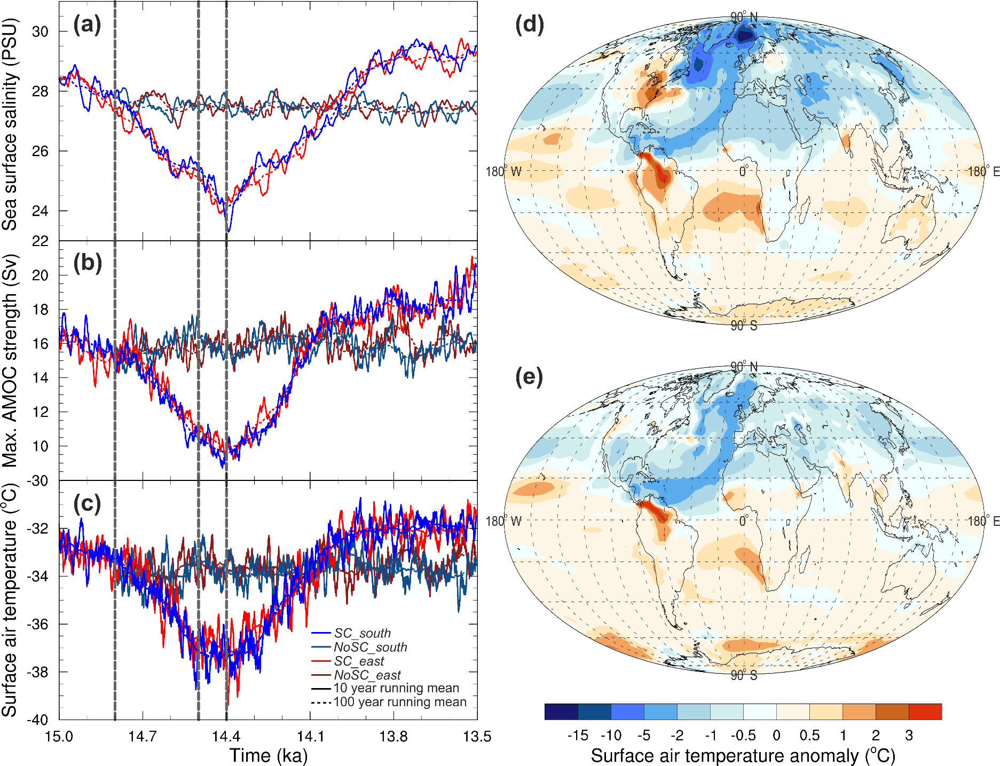 (a)
Sea surface salinity (PSU)
30
28
26
24
22
(b)
Max. AMOC strength (Sv)
20
18
16
14
12
10
-30
(c)
Surface air temperature (°C)
-32
-34
-36
-38
-40
SC_south
NoSC_south
SC_east
NoSC_east
10 year running mean
100 year running mean
15.0 14.7 14.4 14.1 13.8 13.5
Time (ka)
(d)
90° N
180° W 0° 180° E
90° S
(e)
90° N
180° W 0° 180° E
90° S
-15 -10 -5 -2 -1 -0.5 0 0.5 1 2 3
Surface air temperature anomaly (°C)